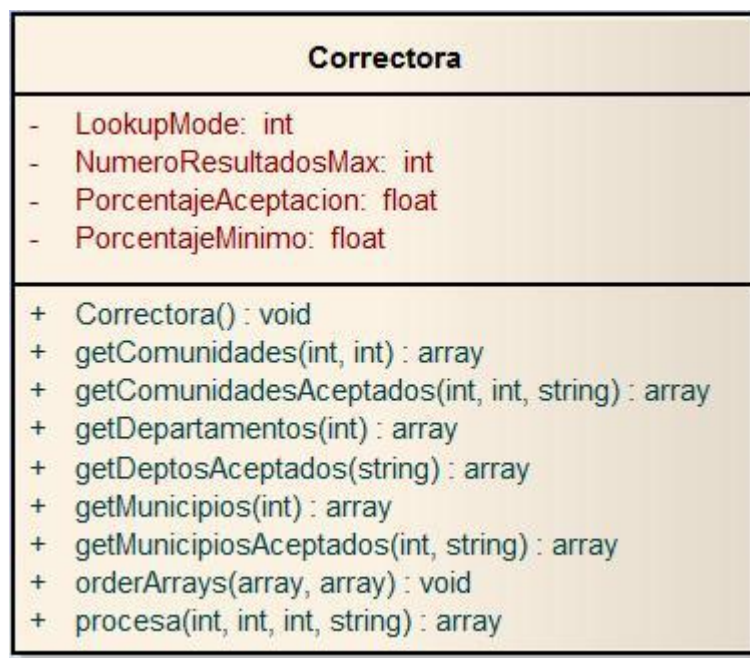 Correctora
- LookupMode: int
- NumeroResultadosMax: int
- PorcentajeAceptacion: float
- PorcentajeMinimo: float
+ Correctora() : void
+ getComunidades(int, int) : array
+ getComunidadesAceptados(int, int, string) : array
+ getDepartamentos(int) : array
+ getDeptosAceptados(string) : array
+ getMunicipios(int) : array
+ getMunicipiosAceptados(int, string) : array
+ orderArrays(array, array) : void
+ procesa(int, int, int, string) : array